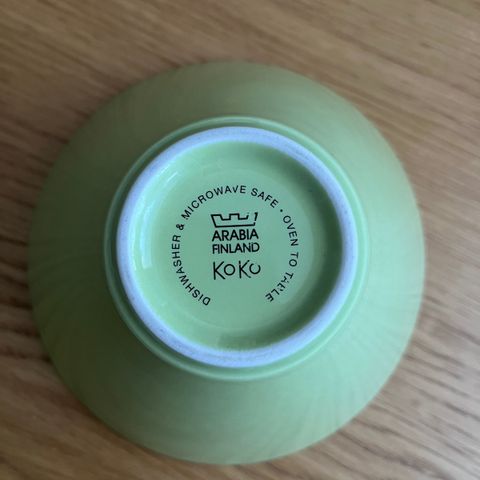 DISHWASHER & MICROWAVE SAFE • OVEN TO TABLE
ARABIA
FINLAND
KoKo